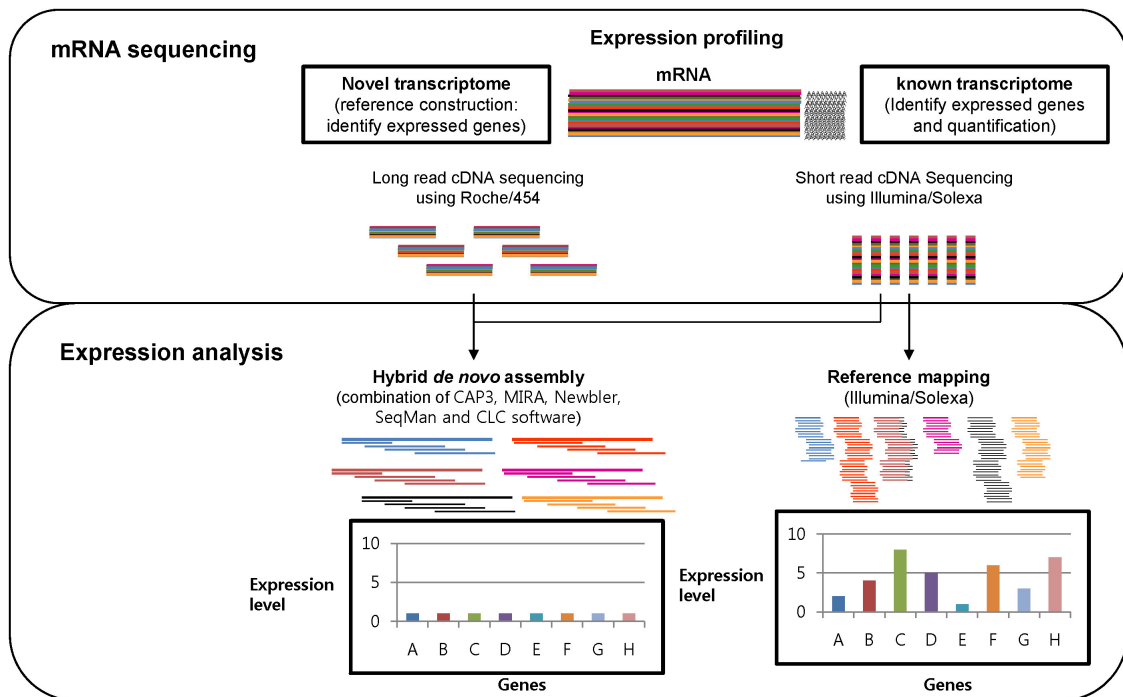 mRNA sequencing
Expression profiling
Novel transcriptome
(reference construction:
identify expressed genes)
mRNA
known transcriptome
(Identify expressed genes
and quantification)
Long read cDNA sequencing
using Roche/454
Short read cDNA Sequencing
using Illumina/Solexa
Expression analysis
Hybrid de novo assembly
(combination of CAP3, MIRA, Newbler,
SeqMan and CLC software)
Reference mapping
(Illumina/Solexa)
Expression
level
10
5
0
A B C D E F G H
Genes
Expression
level
10
5
0
A B C D E F G H
Genes